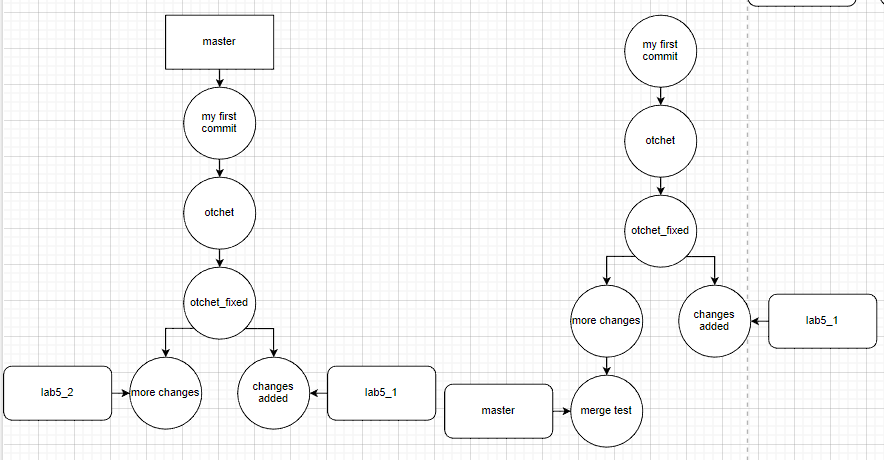 master
my first
commit
otchet
otchet_fixed
more changes
changes
added
lab5_2
lab5_1
my first
commit
otchet
otchet_fixed
more changes
changes
added
lab5_1
master
merge test